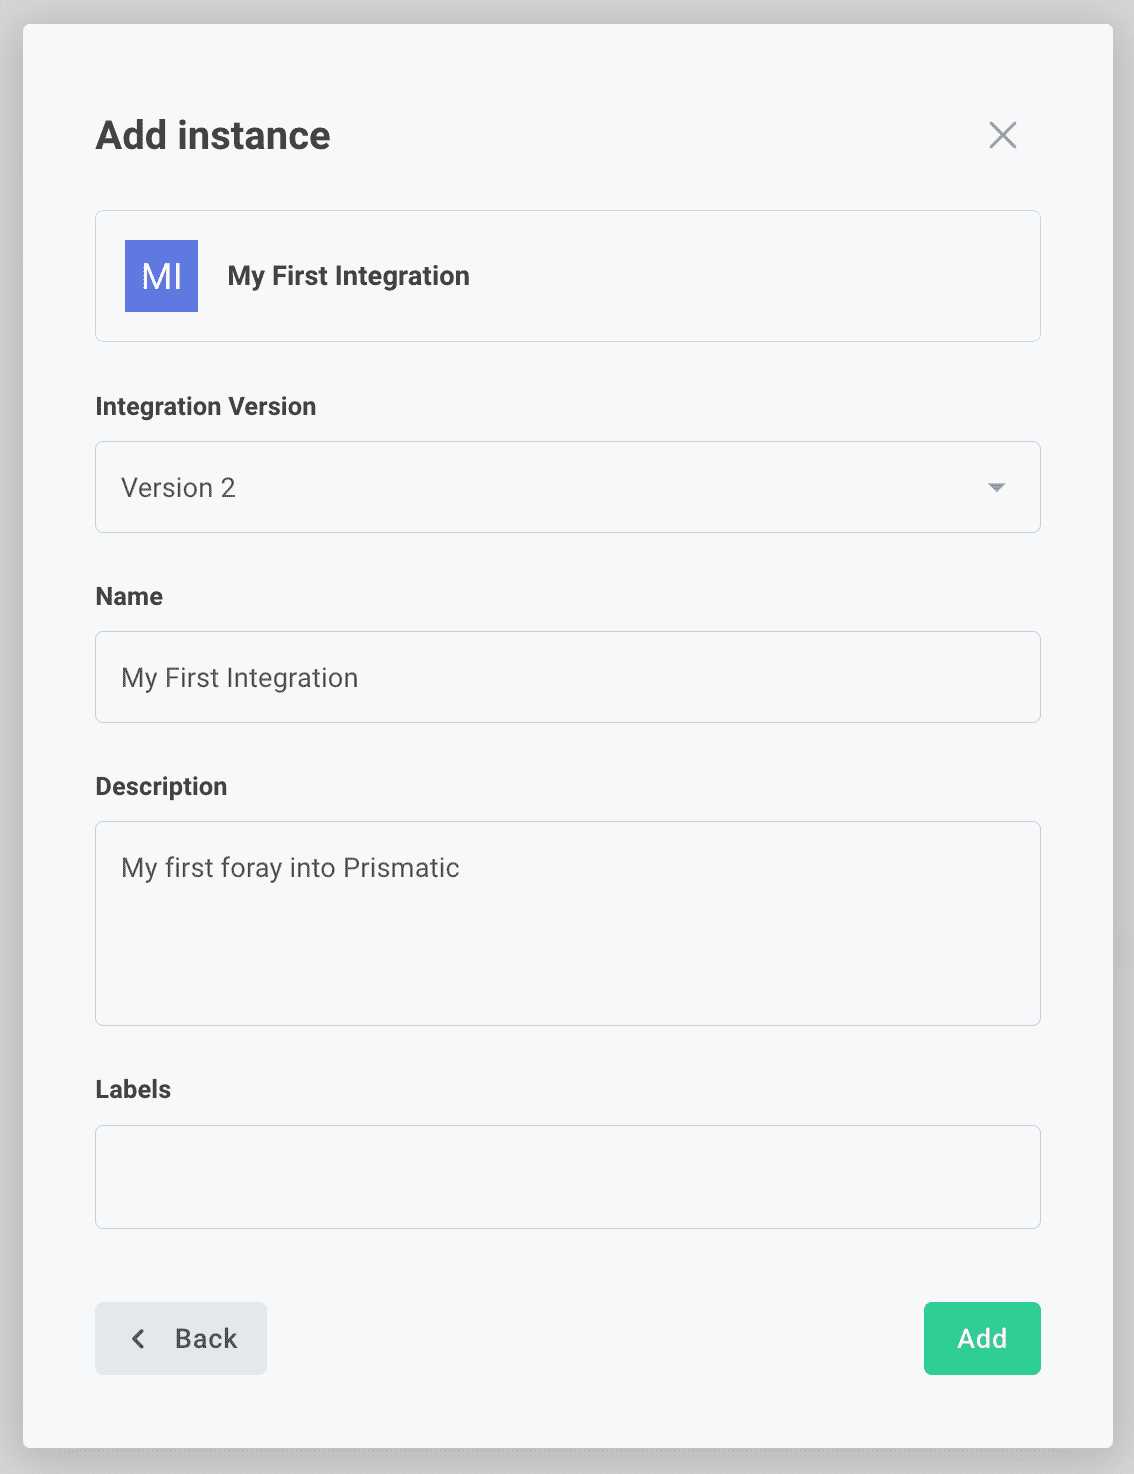 Add instance
MI
My First Integration
Integration Version
Version 2
Name
My First Integration
Description
My first foray into Prismatic
Labels
Back
Add